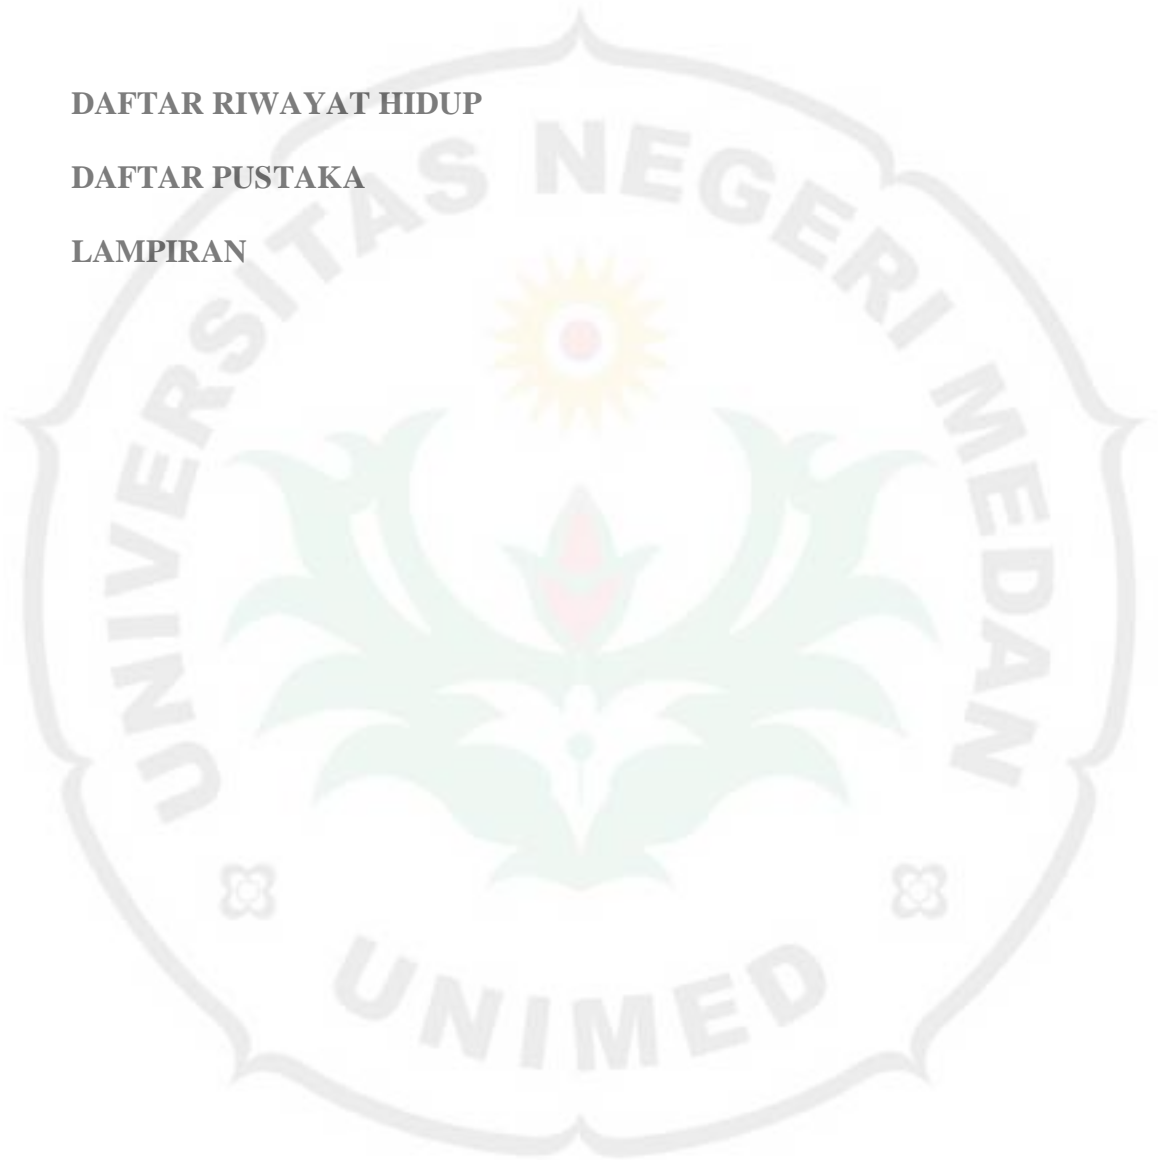 DAFTAR RIWAYAT HIDUP
DAFTAR PUSTAKA
LAMPIRAN
UNIVERSITAS NEGERI MEDAN
UNIMED